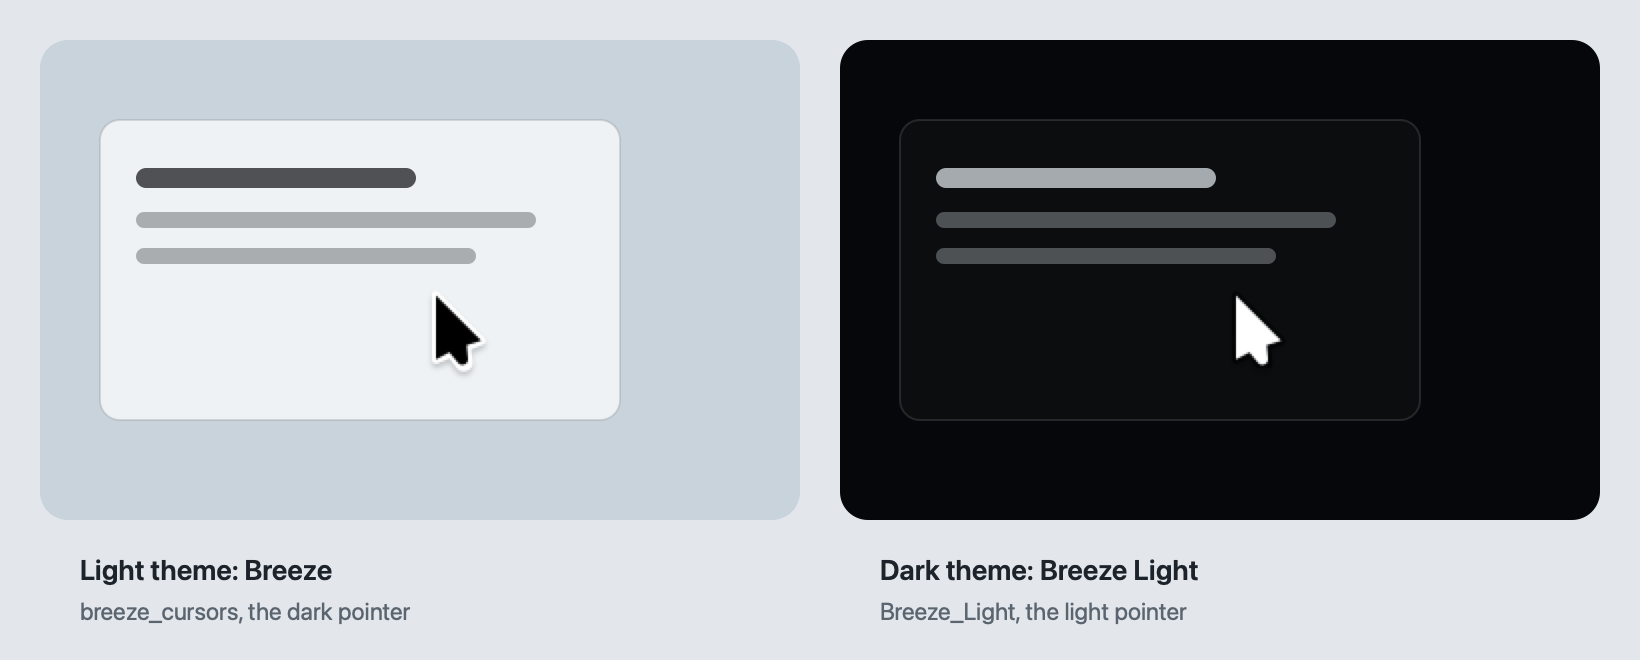 Light theme: Breeze
breeze_cursors, the dark pointer
Dark theme: Breeze Light
Breeze_Light, the light pointer